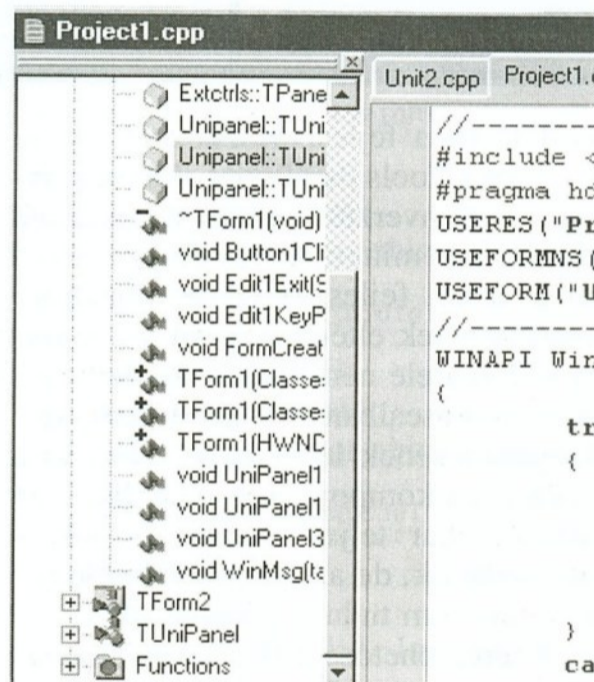 Project1.cpp
Extctrls::TPane
Unipanel::TUni
Unipanel::TUni
Unipanel::TUni
~TForm1(void)
void Button1Cli
void Edit1Exit(S
void Edit1KeyP
void FormCreat
TForm1(Classe:
TForm1(Classe:
TForm1(HWND
void UniPanel1
void UniPanel1
void UniPanel3
void WinMsg(ta
TForm2
TUniPanel
Functions
Unit2.cpp Project1.
//---------
#include <
#pragma hd
USERES("Pr
USEFORMNS(
USEFORM("U
//---------
WINAPI Win
{
tr
{
}
ca